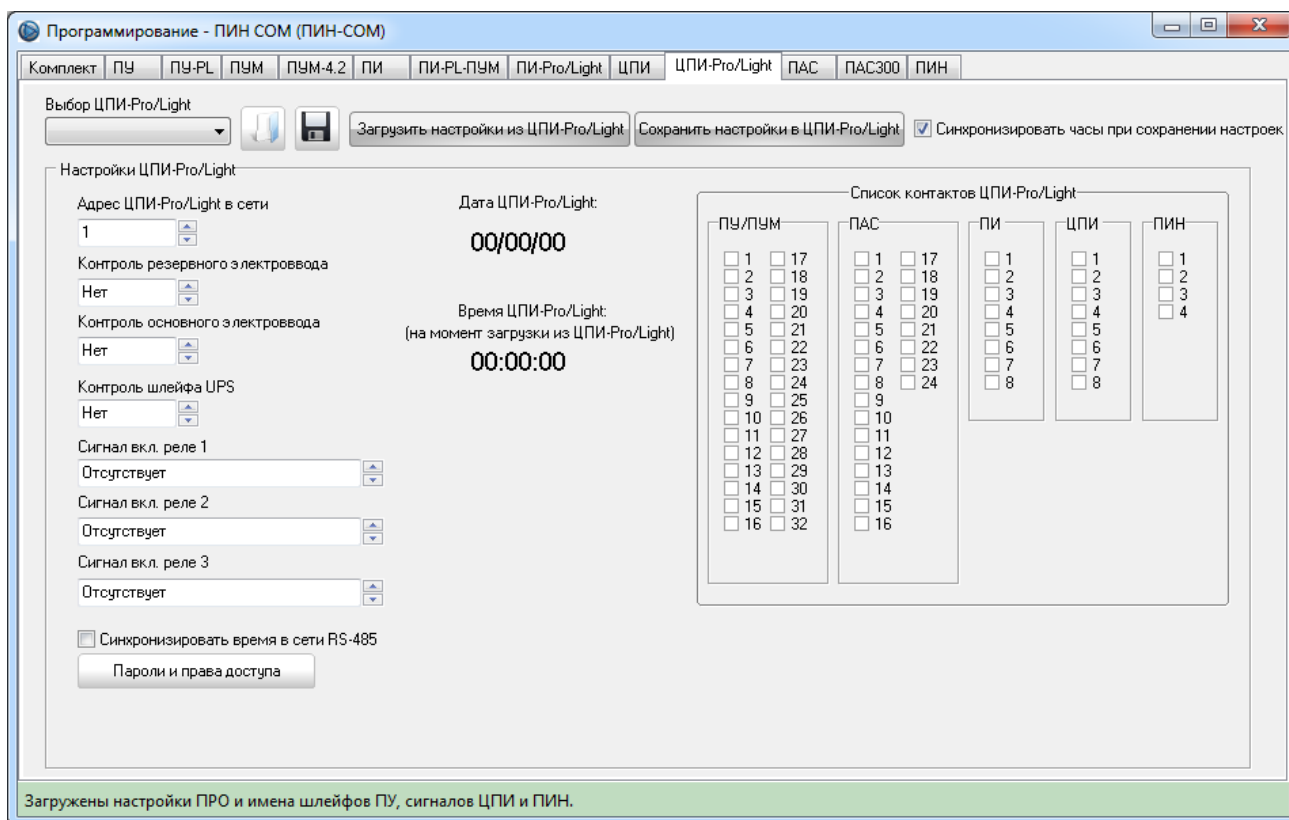 Программирование - ПИН COM (ПИН-COM)
Комплект ПУ ПУ-PL ПУМ ПУМ-4.2 ПИ ПИ-PL-ПУМ ПИ-Pro/Light ЦПИ ЦПИ-Pro/Light ПАС ПАС300 ПИН
Выбор ЦПИ-Pro/Light
Загрузить настройки из ЦПИ-Pro/Light Сохранить настройки в ЦПИ-Pro/Light Синхронизировать часы при сохранении настроек
Настройки ЦПИ-Pro/Light
Адрес ЦПИ-Pro/Light в сети
1
Контроль резервного электроввода
Нет
Контроль основного электроввода
Нет
Контроль шлейфа UPS
Нет
Сигнал вкл. реле 1
Отсутствует
Сигнал вкл. реле 2
Отсутствует
Сигнал вкл. реле 3
Отсутствует
Синхронизировать время в сети RS-485
Пароли и права доступа
Дата ЦПИ-Pro/Light:
00/00/00
Время ЦПИ-Pro/Light:
(на момент загрузки из ЦПИ-Pro/Light)
00:00:00
Список контактов ЦПИ-Pro/Light
ПУ/ПУМ ПАС ПИ ЦПИ ПИН
1 17 1 17 1 1 1
2 18 2 18 2 2 2
3 19 3 19 3 3 3
4 20 4 20 4 4 4
5 21 5 21 5 5
6 22 6 22 6 6
7 23 7 23 7 7
8 24 8 24 8 8
9 25 9
10 26 10
11 27 11
12 28 12
13 29 13
14 30 14
15 31 15
16 32 16
Загружены настройки ПРО и имена шлейфов ПУ, сигналов ЦПИ и ПИН.